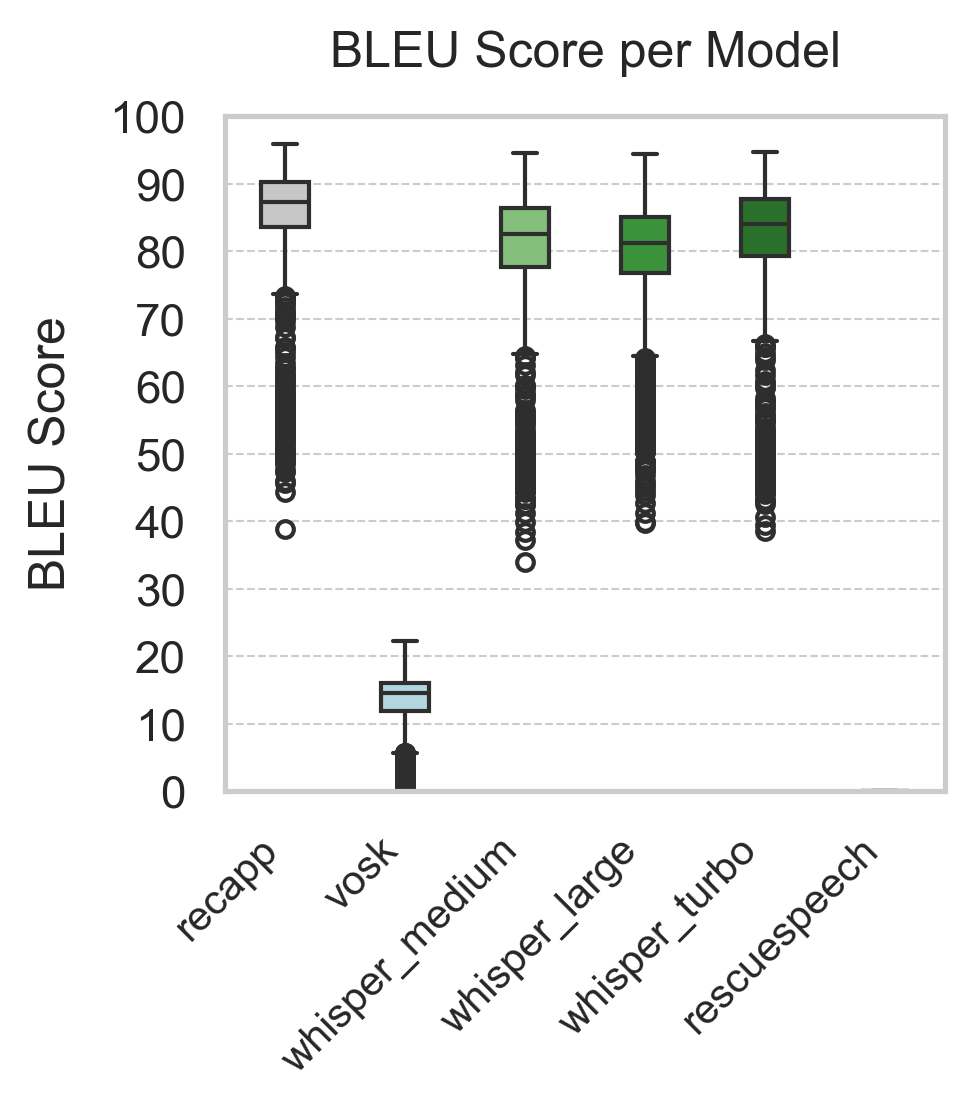 BLEU Score per Model
BLEU Score
100
90
80
70
60
50
40
30
20
10
0
recapp
vosk
whisper_medium
whisper_large
whisper_turbo
rescuespeech